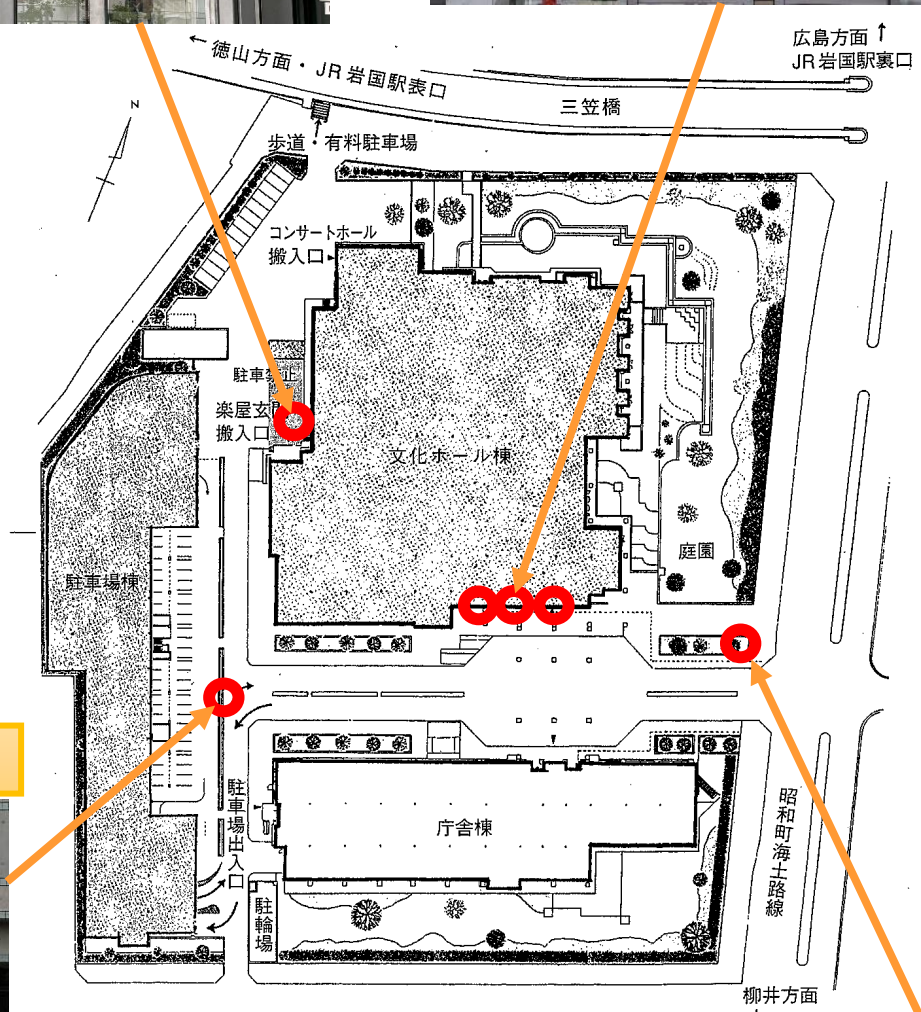 広島方面 ↑
JR岩国駅裏口
← 徳山方面・JR岩国駅表口
三笠橋
N
歩道・有料駐車場
コンサートホール
搬入口
駐車禁止
楽屋玄関
搬入口
文化ホール棟
駐車場棟
庭園
駐車場出入口
庁舎棟
昭和町海土路線
駐輪場
柳井方面